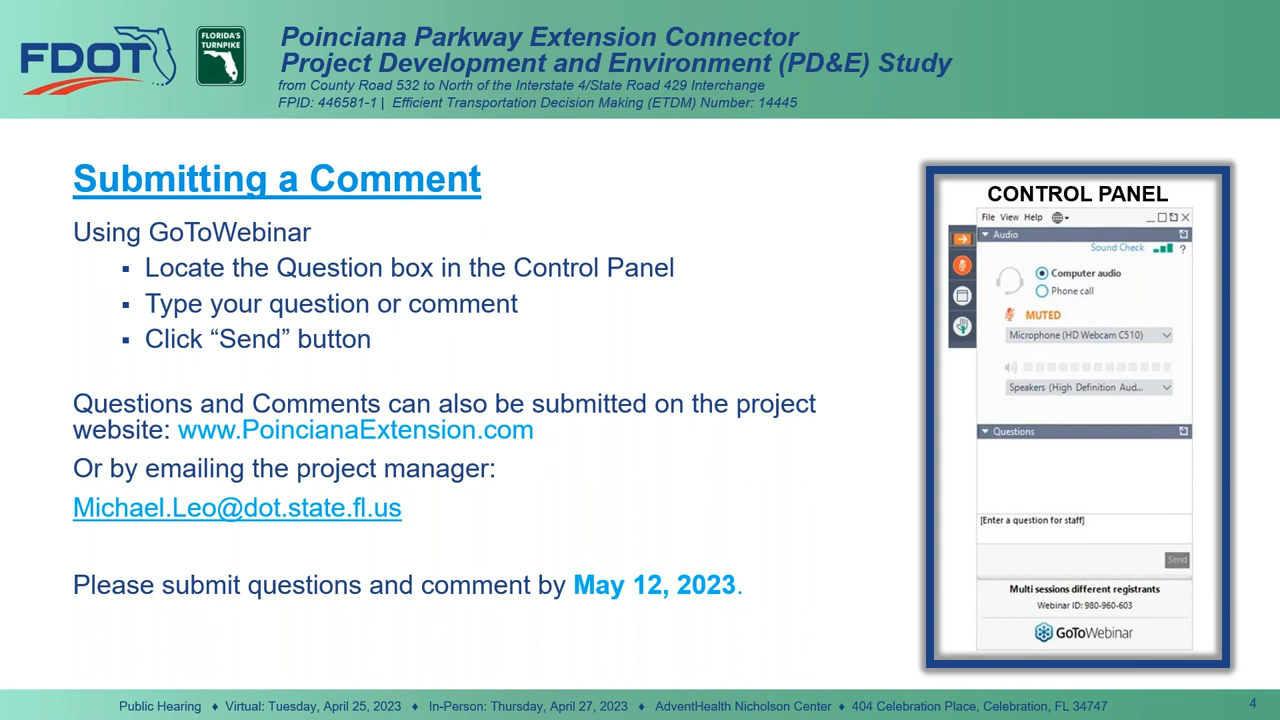 FDOT
FLORIDA'S
TURNPIKE
Poinciana Parkway Extension Connector
Project Development and Environment (PD&E) Study
from County Road 532 to North of the Interstate 4/State Road 429 Interchange
FPID: 446581-1 | Efficient Transportation Decision Making (ETDM) Number: 14445
Submitting a Comment
Using GoToWebinar
▪ Locate the Question box in the Control Panel
▪ Type your question or comment
▪ Click “Send” button
Questions and Comments can also be submitted on the project
website: www.PoincianaExtension.com
Or by emailing the project manager:
Michael.Leo@dot.state.fl.us
Please submit questions and comment by May 12, 2023.
CONTROL PANEL
File View Help
Audio
Sound Check ?
Computer audio
Phone call
MUTED
Microphone (HD Webcam C510)
Speakers (High Definition Aud...
Questions
[Enter a question for staff]
Send
Multi sessions different registrants
Webinar ID: 980-960-603
GoToWebinar
Public Hearing ♦ Virtual: Tuesday, April 25, 2023 ♦ In-Person: Thursday, April 27, 2023 ♦ AdventHealth Nicholson Center ♦ 404 Celebration Place, Celebration, FL 34747
4